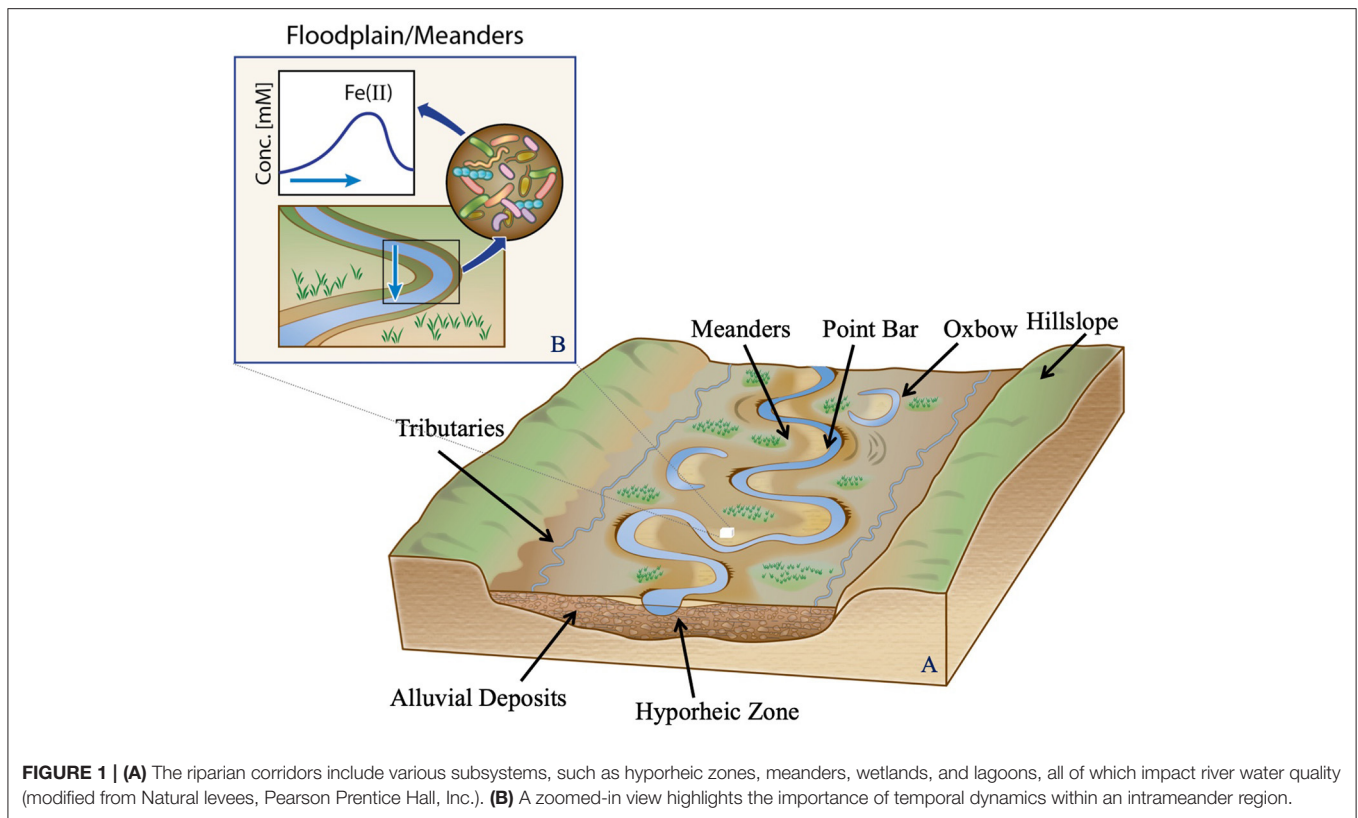 Floodplain/Meanders
Conc. [mM]
Fe(II)
B
Meanders
Point Bar
Oxbow
Hillslope
Tributaries
A
Alluvial Deposits
Hyporheic Zone
FIGURE 1 | (A) The riparian corridors include various subsystems, such as hyporheic zones, meanders, wetlands, and lagoons, all of which impact river water quality
(modified from Natural levees, Pearson Prentice Hall, Inc.). (B) A zoomed-in view highlights the importance of temporal dynamics within an intrameander region.